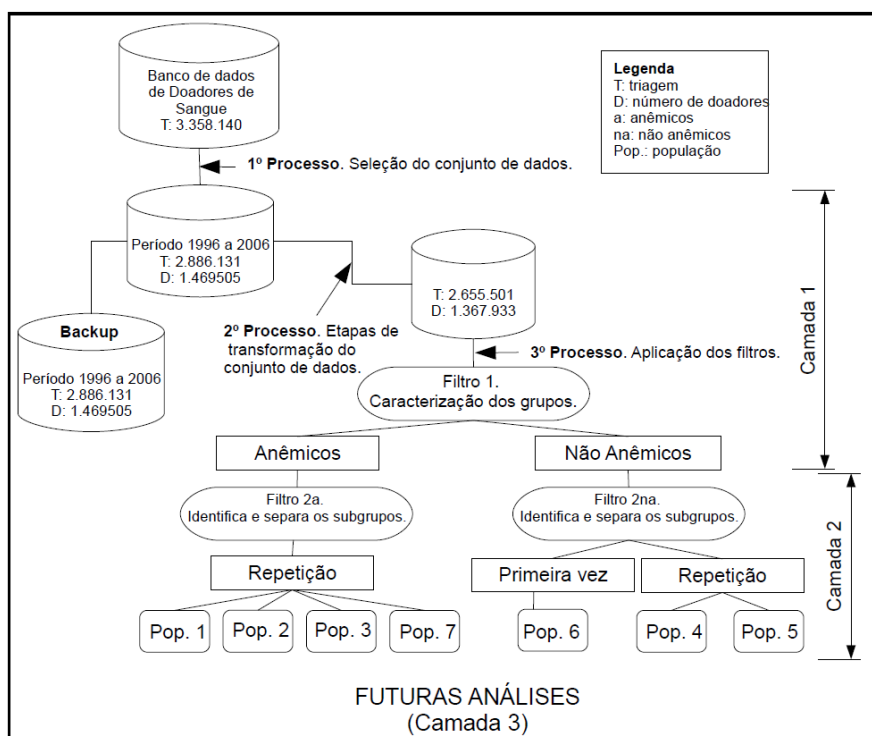 Banco de dados
de Doadores de
Sangue
T: 3.358.140
Legenda
T: triagem
D: número de doadores
a: anêmicos
na: não anêmicos
Pop.: população
1º Processo. Seleção do conjunto de dados.
Período 1996 a 2006
T: 2.886.131
D: 1.469505
T: 2.655.501
D: 1.367.933
Backup
Período 1996 a 2006
T: 2.886.131
D: 1.469505
2º Processo. Etapas de
transformação do
conjunto de dados.
3º Processo. Aplicação dos filtros.
Filtro 1.
Caracterização dos grupos.
Camada 1
Anêmicos
Não Anêmicos
Filtro 2a.
Identifica e separa os subgrupos.
Filtro 2na.
Identifica e separa os subgrupos.
Repetição
Primeira vez
Repetição
Camada 2
Pop. 1
Pop. 2
Pop. 3
Pop. 7
Pop. 6
Pop. 4
Pop. 5
FUTURAS ANÁLISES
(Camada 3)